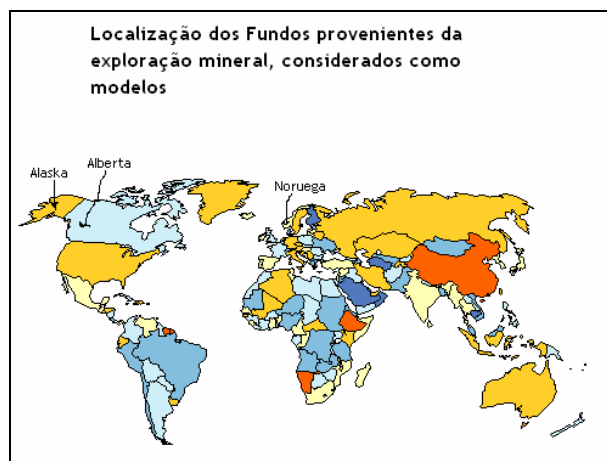 Localização dos Fundos provenientes da
exploração mineral, considerados como
modelos
Alaska
Alberta
Noruega